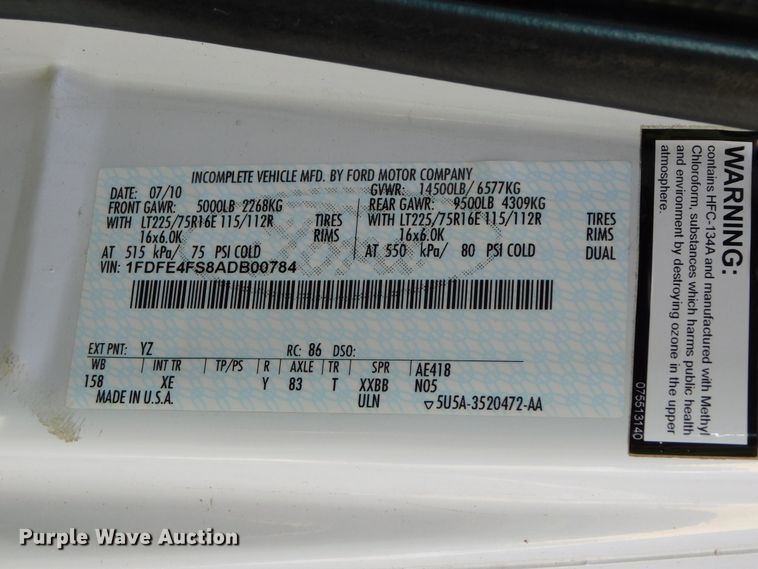 INCOMPLETE VEHICLE MFD. BY FORD MOTOR COMPANY
DATE: 07/10 GVWR: 14500LB/ 6577KG
FRONT GAWR: 5000LB 2268KG REAR GAWR: 9500LB 4309KG
WITH LT225/75R16E 115/112R TIRES WITH LT225/75R16E 115/112R TIRES
16x6.0K RIMS 16x6.0K RIMS
AT 515 kPa/ 75 PSI COLD AT 550 kPa/ 80 PSI COLD DUAL
VIN: 1FDFE4FS8ADB00784
EXT PNT: YZ RC: 86 DSO:
WB INT TR TP/PS R AXLE TR SPR AE418
158 XE Y 83 T XXBB N05
MADE IN U.S.A. ULN ▽5U5A-3520472-AA
WARNING:
contains HFC-134A and manufactured with Methyl
Chloroform, substances which harms public health
and environment by destroying ozone in the upper
atmosphere.
075513140
Purple Wave Auction